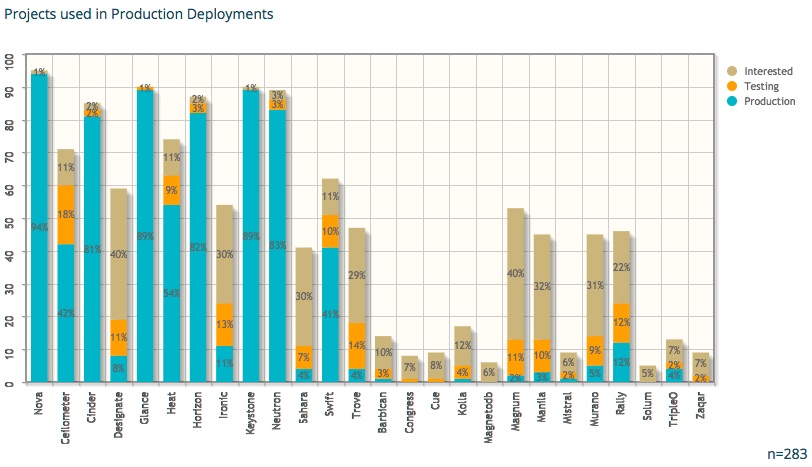 Projects used in Production Deployments
Interested
Testing
Production
100
90
80
70
60
50
40
30
20
10
0
1%
94%
11%
18%
42%
2%
2%
81%
40%
11%
8%
1%
89%
11%
9%
54%
2%
3%
82%
30%
13%
11%
1%
89%
3%
3%
83%
30%
7%
4%
11%
10%
41%
29%
14%
4%
10%
3%
7%
8%
12%
4%
6%
40%
11%
2%
32%
10%
3%
6%
2%
31%
9%
5%
22%
12%
12%
5%
7%
2%
4%
7%
2%
Nova
Ceilometer
Cinder
Designate
Glance
Heat
Horizon
Ironic
Keystone
Neutron
Sahara
Swift
Trove
Barbican
Congress
Cue
Kolla
Magnetodb
Magnum
Manila
Mistral
Murano
Rally
Solum
TripleO
Zaqar
n=283